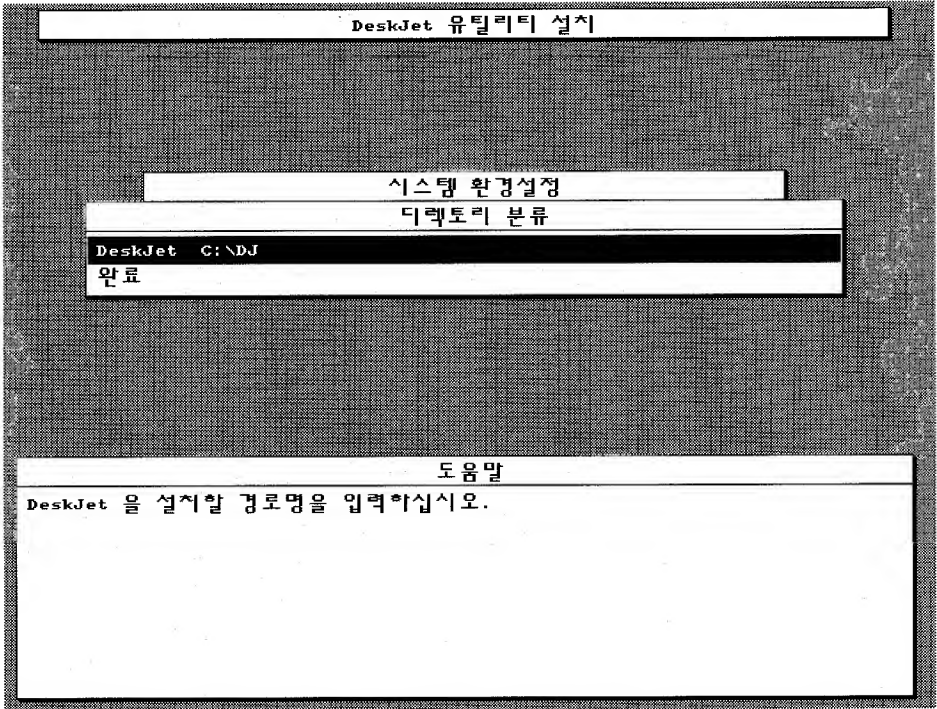 DeskJet 유틸리티 설치
시스템 환경설정
디렉토리 분류
DeskJet C:\DJ
완료
도움말
DeskJet 을 설치할 경로명을 입력하십시오.